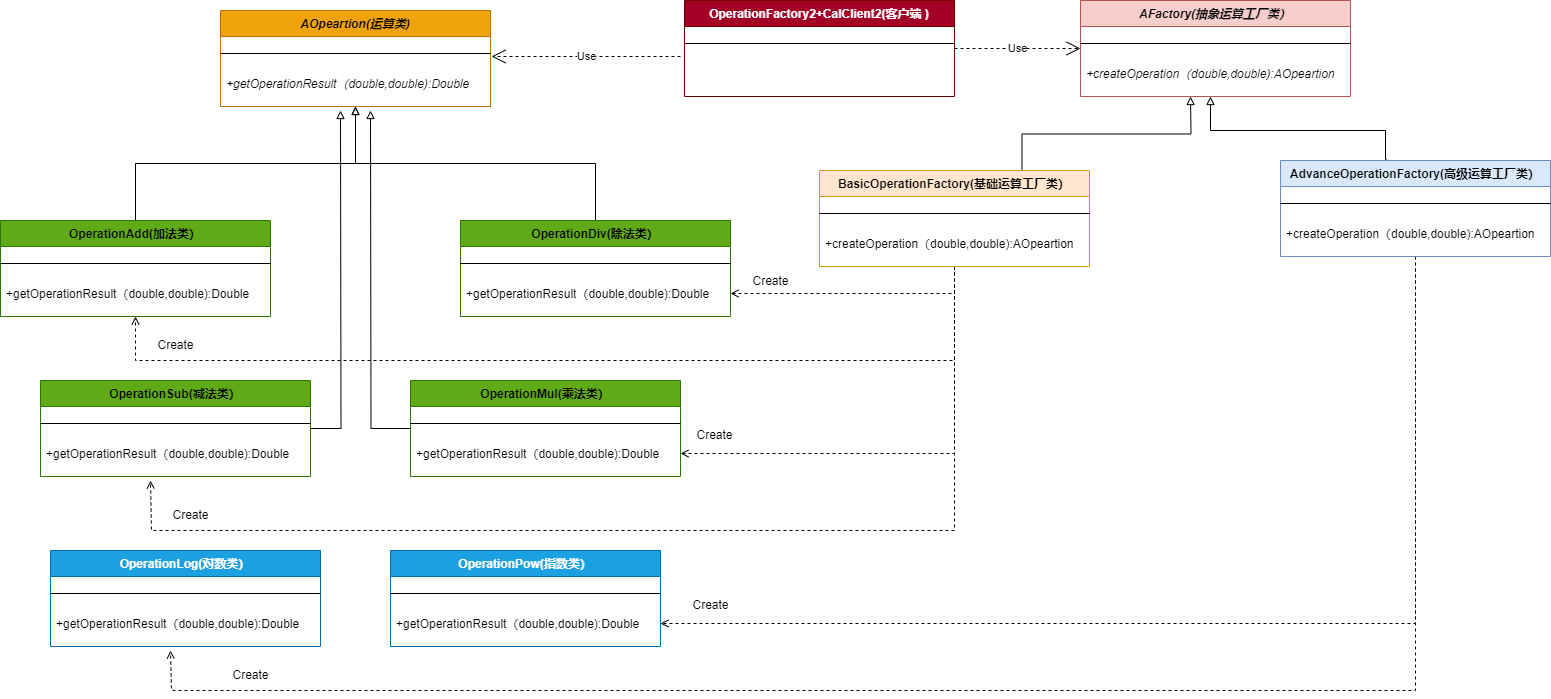 AOpeartion(运算类)
+getOperationResult（double,double):Double
OperationFactory2+CalClient2(客户端 )
AFactory(抽象运算工厂类)
+createOperation（double,double):AOpeartion
Use
Use
BasicOperationFactory(基础运算工厂类)
+createOperation（double,double):AOpeartion
AdvanceOperationFactory(高级运算工厂类)
+createOperation（double,double):AOpeartion
OperationAdd(加法类)
+getOperationResult（double,double):Double
OperationDiv(除法类)
+getOperationResult（double,double):Double
Create
Create
OperationSub(减法类)
+getOperationResult（double,double):Double
OperationMul(乘法类)
+getOperationResult（double,double):Double
Create
Create
OperationLog(对数类)
+getOperationResult（double,double):Double
OperationPow(指数类)
+getOperationResult（double,double):Double
Create
Create